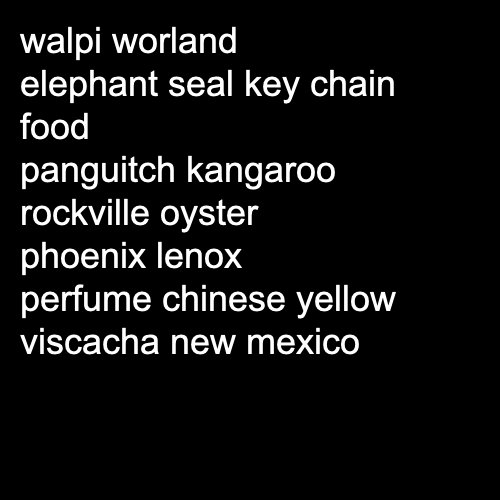 walpi worland
elephant seal key chain
food
panguitch kangaroo
rockville oyster
phoenix lenox
perfume chinese yellow
viscacha new mexico